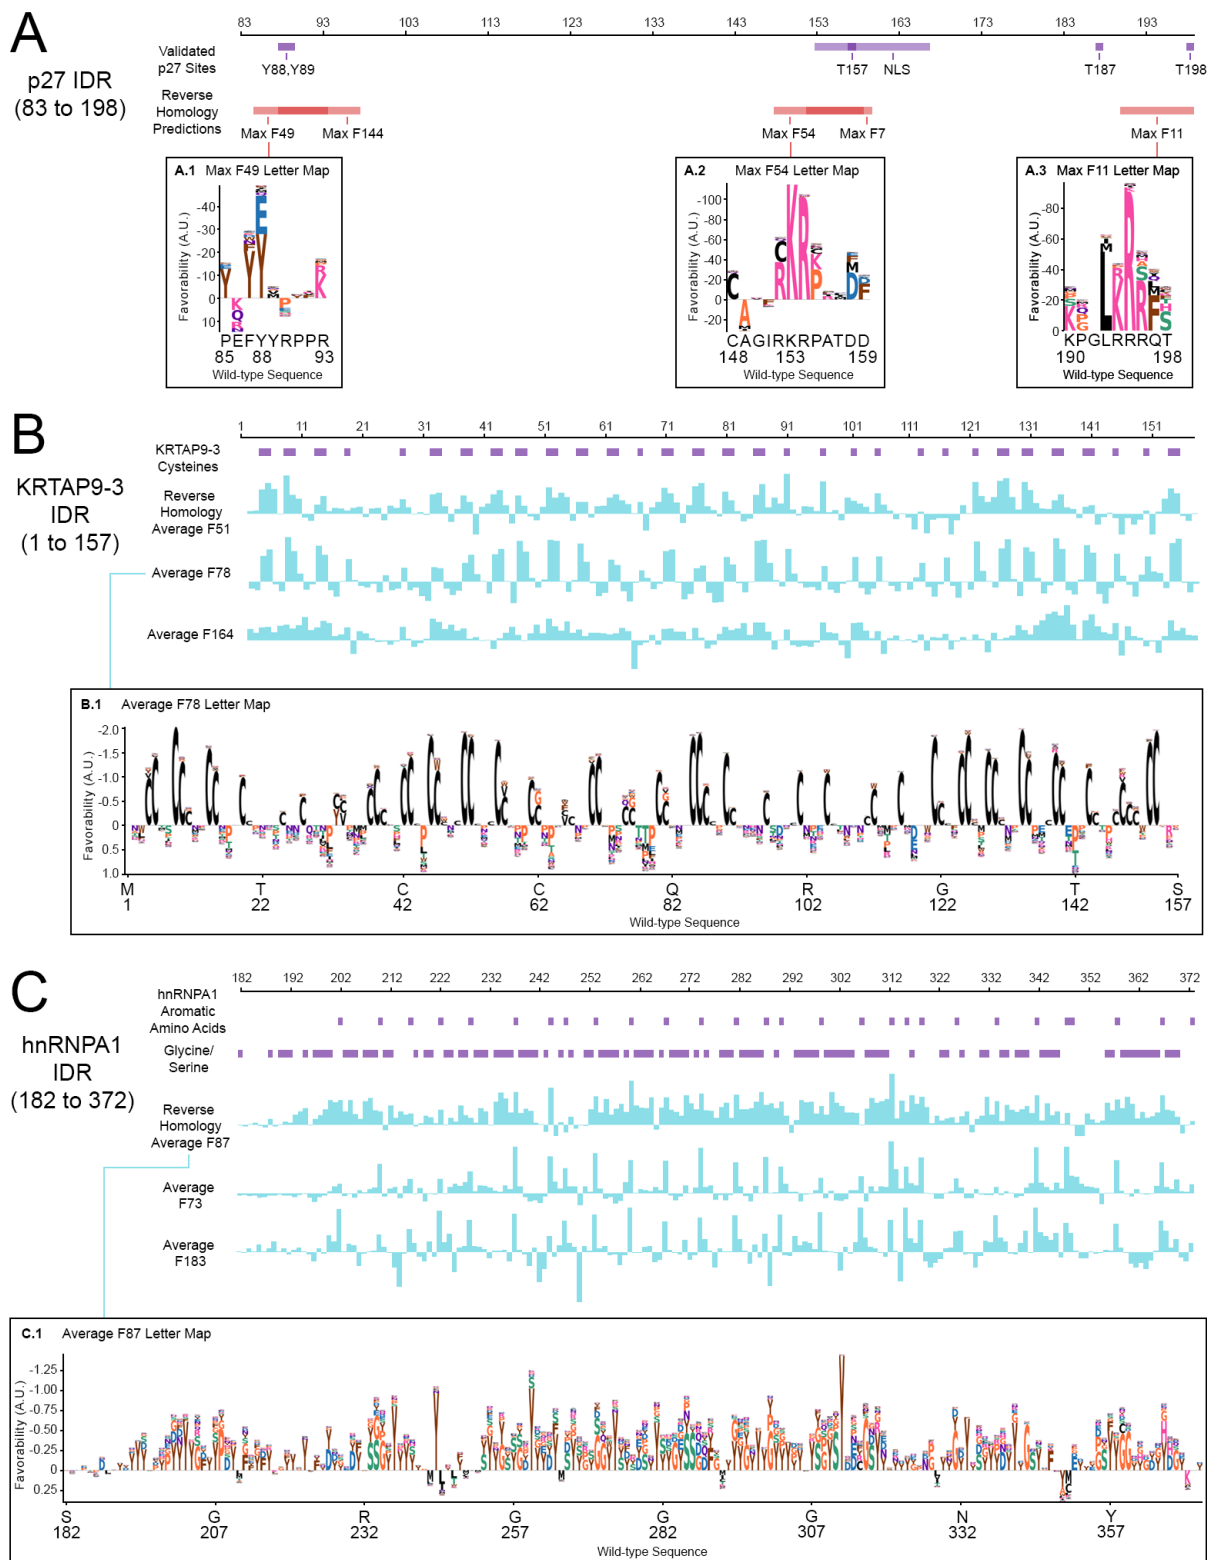 A
p27 IDR
(83 to 198)
83 93 103 113 123 133 143 153 163 173 183 193
Validated
p27 Sites
Y88,Y89 T157 NLS T187 T198
Reverse
Homology
Predictions
Max F49 Max F144 Max F54 Max F7 Max F11
A.1 Max F49 Letter Map
Favorability (A.U.)
-40
-30
-20
-10
0
10
PEFYYRPPR
85 88 93
Wild-type Sequence
A.2 Max F54 Letter Map
Favorability (A.U.)
-100
-80
-60
-40
-20
0
-20
CAGIRKRPATDD
148 153 159
Wild-type Sequence
A.3 Max F11 Letter Map
Favorability (A.U.)
-80
-60
-40
-20
0
KPGLRRRQT
190 198
Wild-type Sequence
B
KRTAP9-3
IDR
(1 to 157)
1 11 21 31 41 51 61 71 81 91 101 111 121 131 141 151
KRTAP9-3
Cysteines
Reverse
Homology
Average F51
Average F78
Average F164
B.1 Average F78 Letter Map
Favorability (A.U.)
-2.0
-1.5
-1.0
-0.5
0
0.5
1.0
M T C C Q R G T S
1 22 42 62 82 102 122 142 157
Wild-type Sequence
C
hnRNPA1
IDR
(182 to 372)
182 192 202 212 222 232 242 252 262 272 282 292 302 312 322 332 342 352 362 372
hnRNPA1
Aromatic
Amino Acids
Glycine/
Serine
Reverse
Homology
Average F87
Average
F73
Average
F183
C.1 Average F87 Letter Map
Favorability (A.U.)
-1.25
-1.00
-0.75
-0.50
-0.25
0
0.25
S G R G G G N Y
182 207 232 257 282 307 332 357
Wild-type Sequence